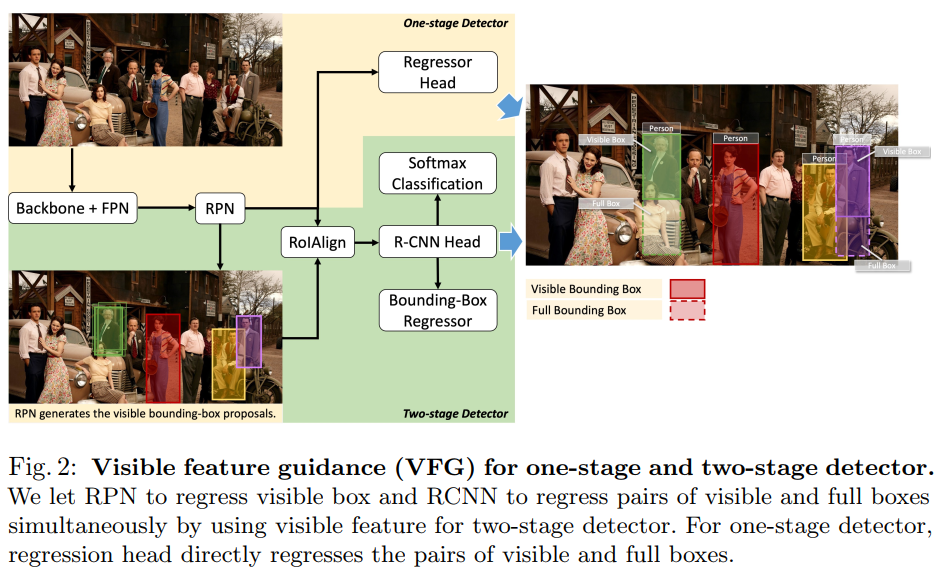 One-stage Detector
Regressor
Head
Softmax
Classification
Backbone + FPN
RPN
RoIAlign
R-CNN Head
Bounding-Box
Regressor
RPN generates the visible bounding-box proposals.
Two-stage Detector
Person
Visible Box
Full Box
Person
Person
Person
Visible Box
Full Box
Visible Bounding Box
Full Bounding Box
Fig. 2: Visible feature guidance (VFG) for one-stage and two-stage detector.
We let RPN to regress visible box and RCNN to regress pairs of visible and full boxes
simultaneously by using visible feature for two-stage detector. For one-stage detector,
regression head directly regresses the pairs of visible and full boxes.